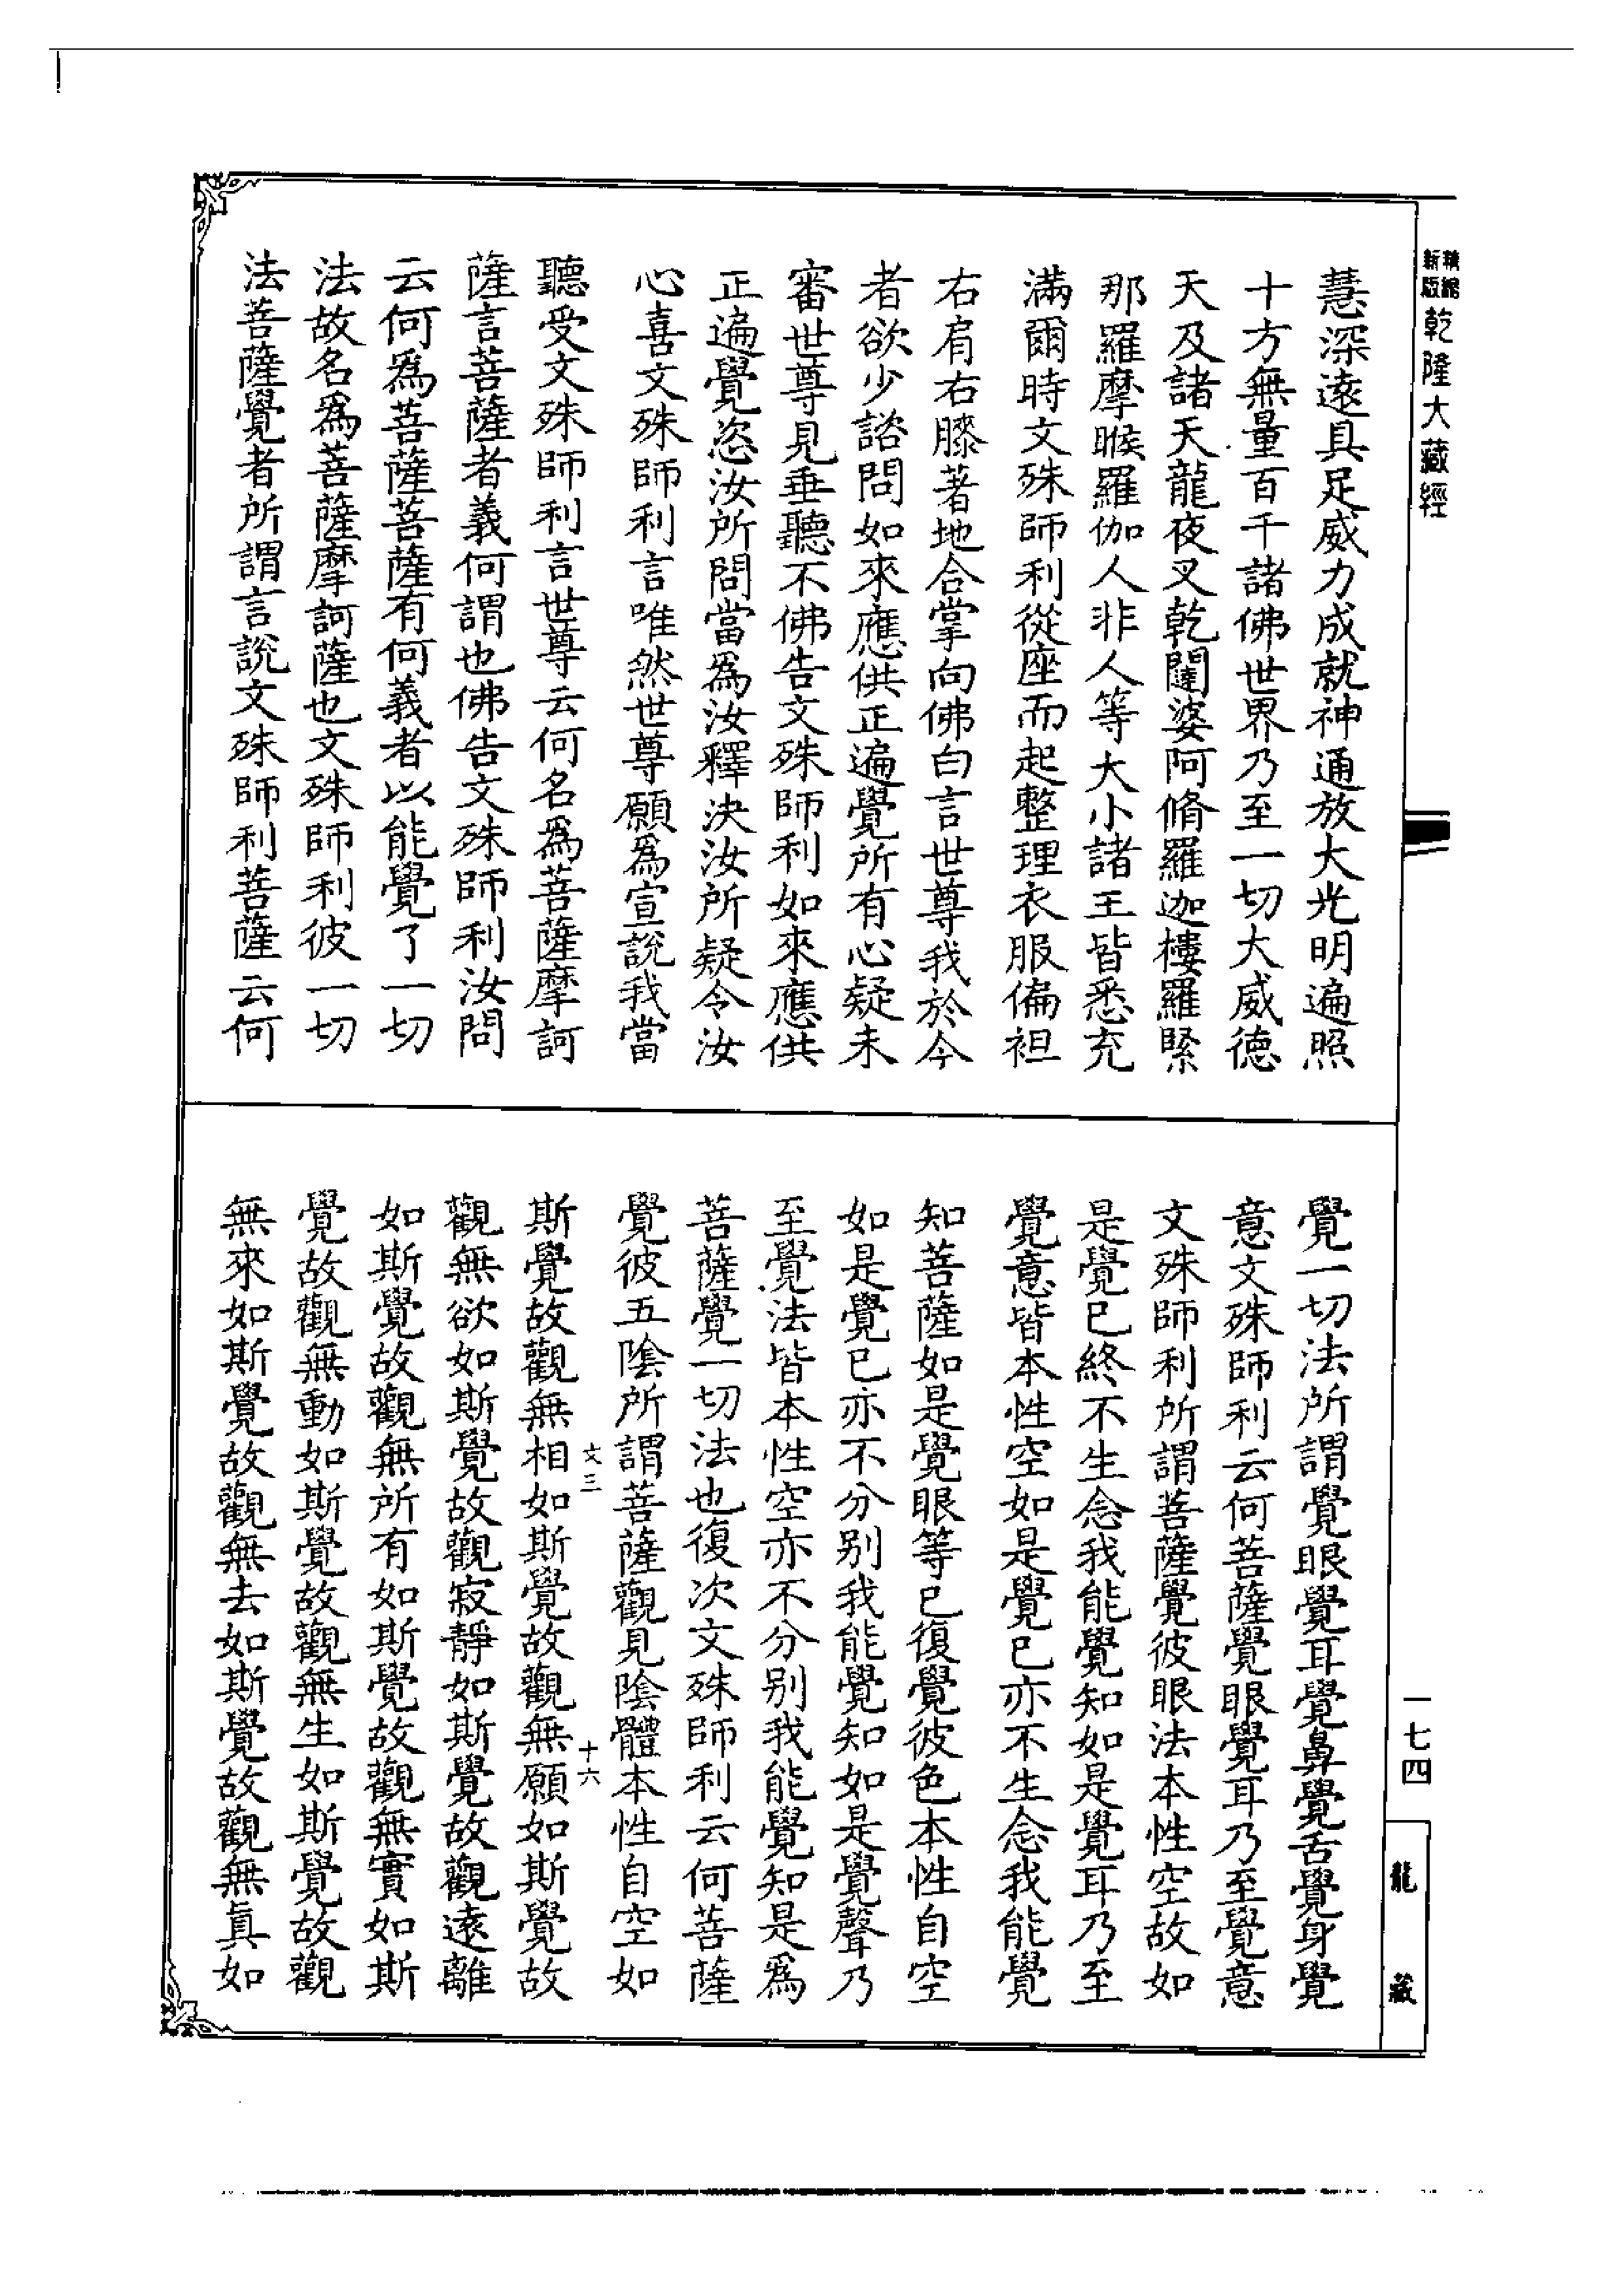 精縮新版乾隆大藏經
慧深遠具足威力成就神通放大光明遍照
十方無量百千諸佛世界乃至一切大威德
天及諸天龍夜叉乾闥婆阿脩羅迦樓羅緊
那羅摩睺羅伽人非人等大小諸王皆悉充
滿爾時文殊師利從座而起整理衣服偏袒
右肩右膝著地合掌向佛白言世尊我於今
者欲少諮問如來應供正遍覺所有心疑未
審世尊見垂聽不佛告文殊師利如來應供
正遍覺恣汝所問當爲汝釋決汝所疑令汝
心喜文殊師利言唯然世尊願爲宣說我當
聽受文殊師利言世尊云何名爲菩薩摩訶
薩言菩薩者義何謂也佛告文殊師利汝問
云何爲菩薩菩薩有何義者以能覺了一切
法故名爲菩薩摩訶薩也文殊師利彼一切
法菩薩覺者所謂言說文殊師利菩薩云何
覺一切法所謂覺眼覺耳覺鼻覺舌覺身覺
意文殊師利云何菩薩覺眼覺耳乃至覺意
文殊師利所謂菩薩覺彼眼法本性空故如
是覺已終不生念我能覺知如是覺耳乃至
覺意皆本性空如是覺已亦不生念我能覺
知菩薩如是覺眼等已復覺彼色本性自空
如是覺已亦不分別我能覺知如是覺聲乃
至覺法皆本性空亦不分別我能覺知是爲
菩薩覺一切法也復次文殊師利云何菩薩
覺彼五陰所謂菩薩觀見陰體本性自空如
文三
十六
斯覺故觀無相如斯覺故觀無願如斯覺故
觀無欲如斯覺故觀寂靜如斯覺故觀遠離
如斯覺故觀無所有如斯覺故觀無實如斯
覺故觀無動如斯覺故觀無生如斯覺故觀
無來如斯覺故觀無去如斯覺故觀無眞如
一七四
龍藏